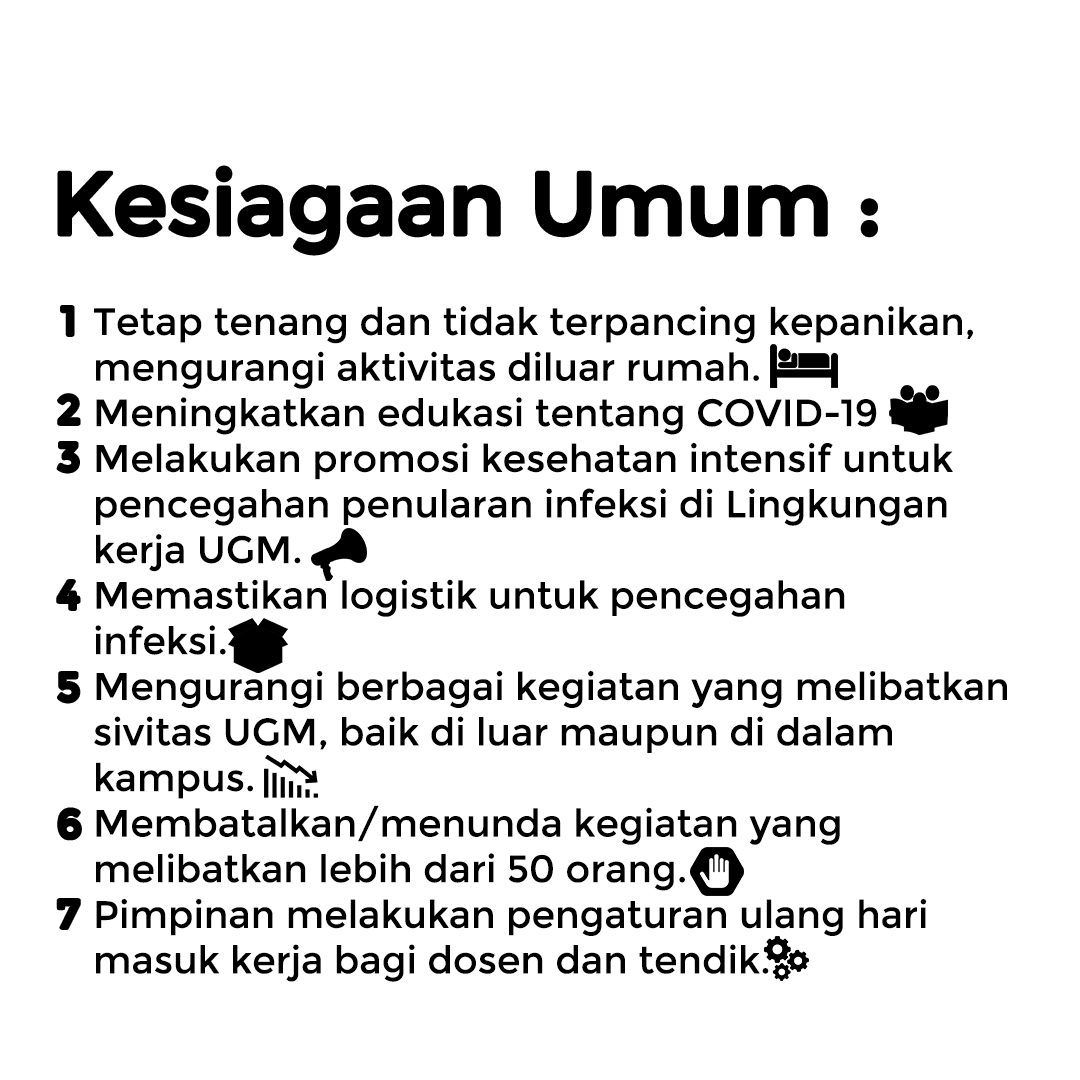 Kesiagaan Umum :
1 Tetap tenang dan tidak terpancing kepanikan,
mengurangi aktivitas diluar rumah.
2 Meningkatkan edukasi tentang COVID-19
3 Melakukan promosi kesehatan intensif untuk
pencegahan penularan infeksi di Lingkungan
kerja UGM.
4 Memastikan logistik untuk pencegahan
infeksi.
5 Mengurangi berbagai kegiatan yang melibatkan
sivitas UGM, baik di luar maupun di dalam
kampus.
6 Membatalkan/menunda kegiatan yang
melibatkan lebih dari 50 orang.
7 Pimpinan melakukan pengaturan ulang hari
masuk kerja bagi dosen dan tendik.